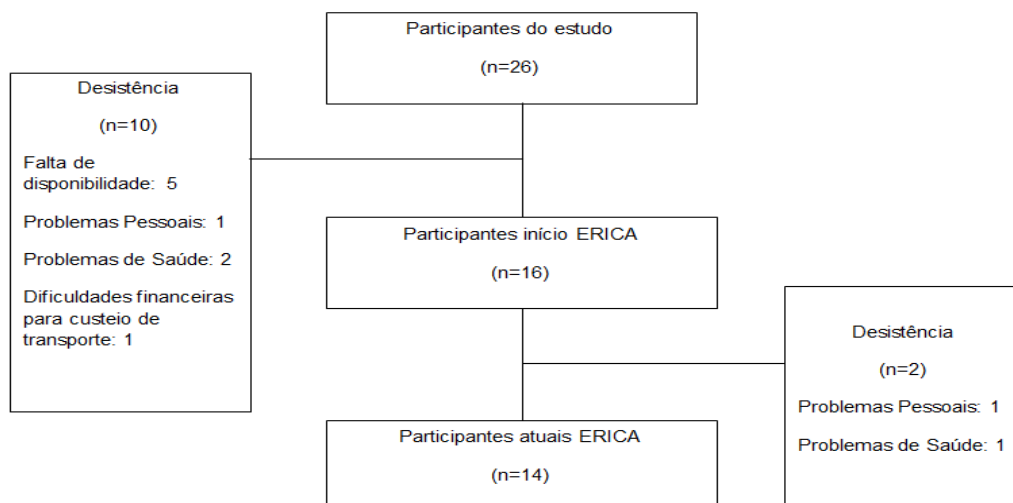 Participantes do estudo
(n=26)
Desistência
(n=10)
Falta de
disponibilidade: 5
Problemas Pessoais: 1
Problemas de Saúde: 2
Dificuldades financeiras
para custeio de
transporte: 1
Participantes início ERICA
(n=16)
Desistência
(n=2)
Problemas Pessoais: 1
Problemas de Saúde: 1
Participantes atuais ERICA
(n=14)